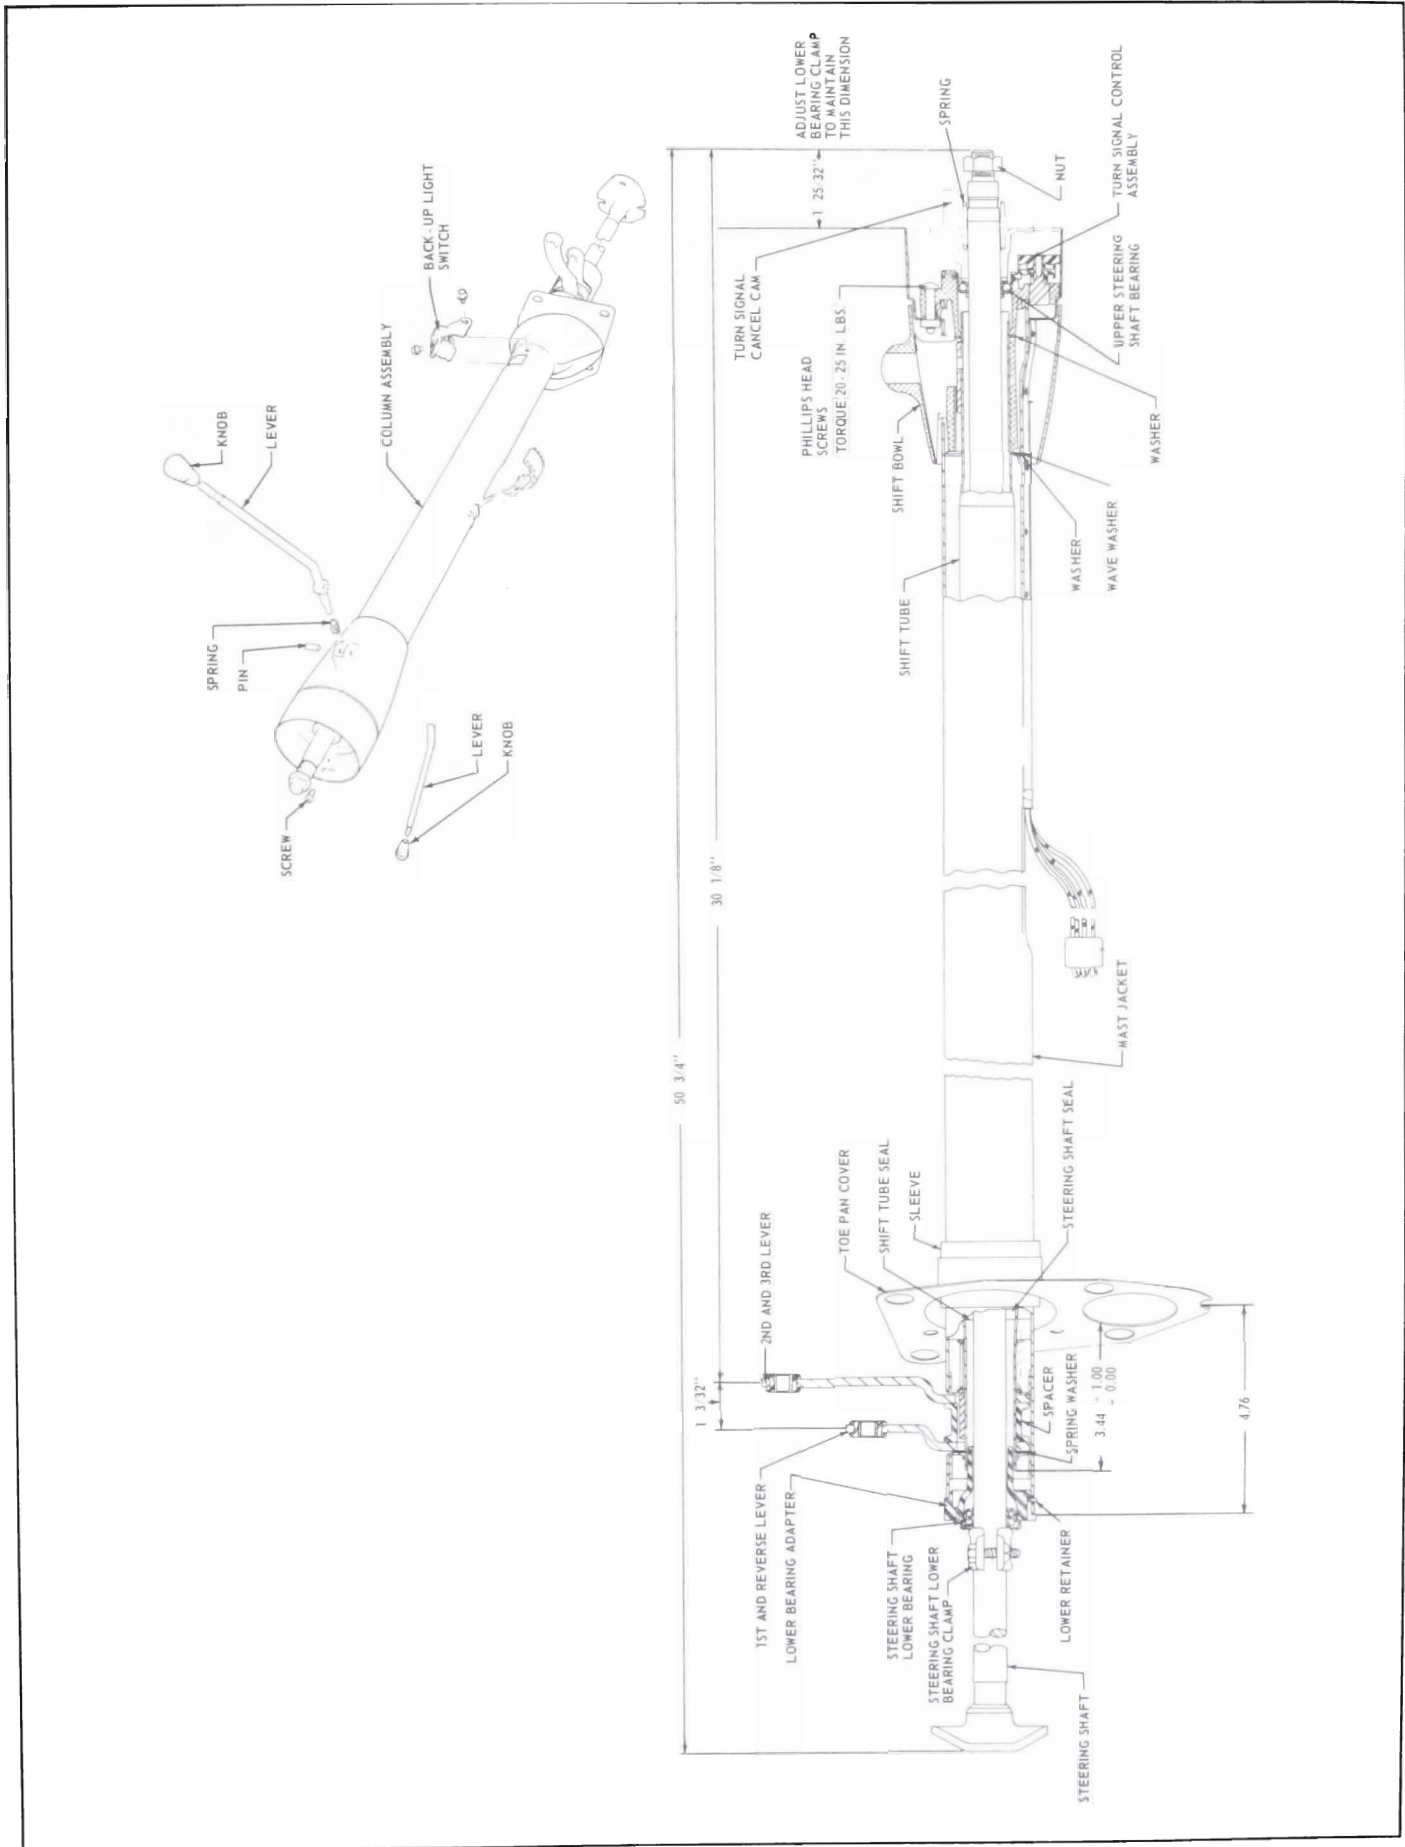 SCREW
PIN
SPRING
KNOB
LEVER
COLUMN ASSEMBLY
BACK-UP LIGHT
SWITCH
LEVER
KNOB
50 3/4"
30 1/8"
1 3/32"
1 25/32"
ADJUST LOWER
BEARING CLAMP
TO MAINTAIN
THIS DIMENSION
1ST AND REVERSE LEVER
LOWER BEARING ADAPTER
2ND AND 3RD LEVER
TOE PAN COVER
SHIFT TUBE SEAL
SLEEVE
STEERING SHAFT
LOWER BEARING
STEERING SHAFT LOWER
BEARING CLAMP
TURN SIGNAL
CANCEL CAM
PHILLIPS HEAD
SCREWS
TORQUE 20-25 IN. LBS.
SHIFT BOWL
SHIFT TUBE
SPRING
NUT
TURN SIGNAL CONTROL
ASSEMBLY
UPPER STEERING
SHAFT BEARING
WASHER
WAVE WASHER
WASHER
MAST JACKET
STEERING SHAFT SEAL
SPACER
SPRING WASHER
3.44
1.00
- 0.00
4.76
LOWER RETAINER
STEERING SHAFT